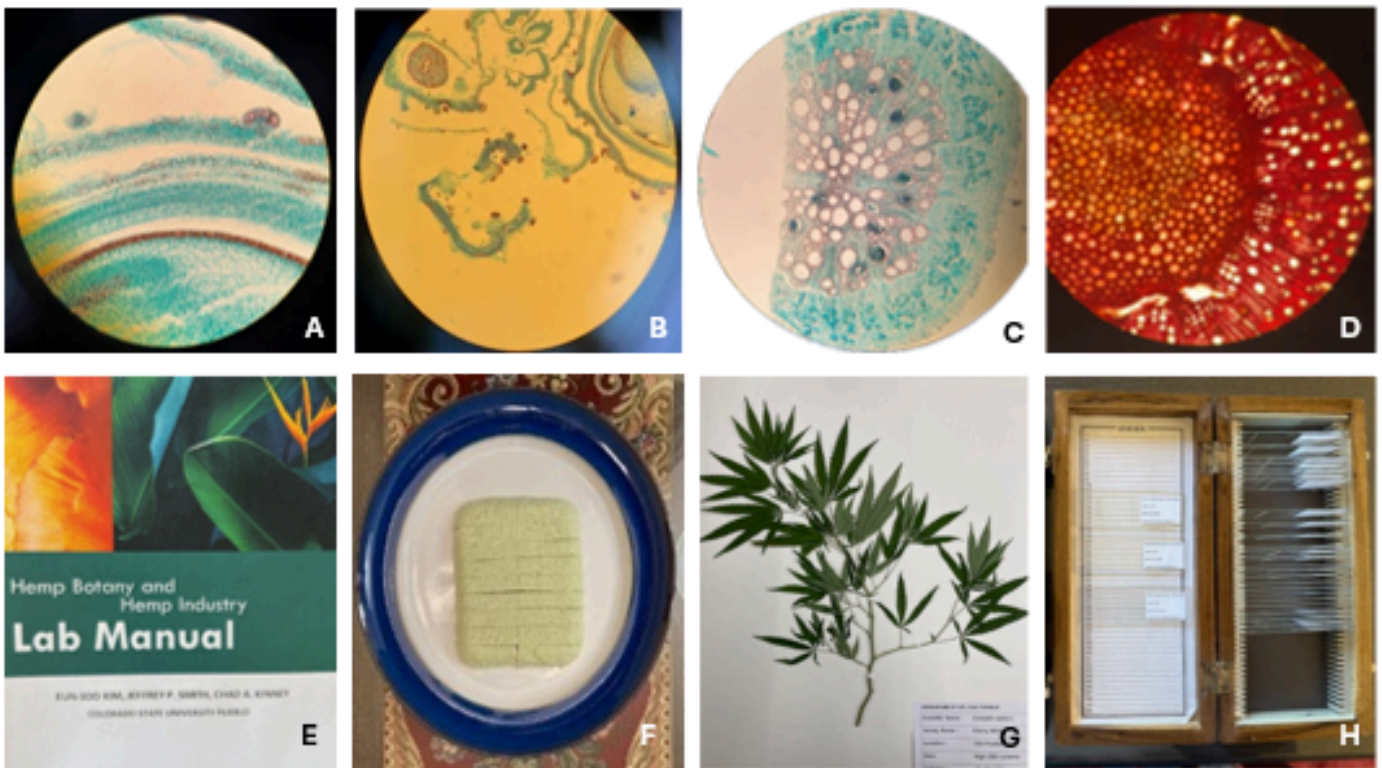 A
B
C
D
Hemp Botany and
Hemp Industry
Lab Manual
EUN-SOO KIM, JEFFREY P. SMITH, CHAD A. KINNEY
COLORADO STATE UNIVERSITY PUEBLO
E
F
G
H